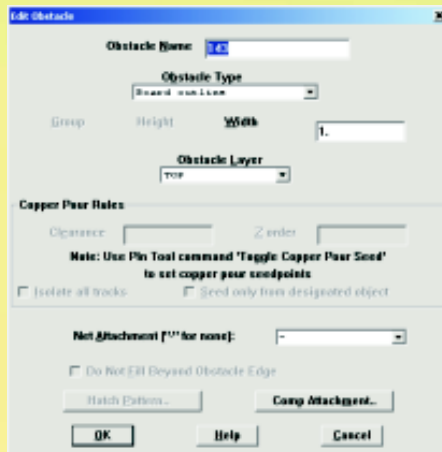 Edit Obstacle
Obstacle Name 143
Obstacle Type
Board outline
Group Height Width 1.
Obstacle Layer
TOP
Copper Pour Rules
Clearance Z order
Note: Use Pin Tool command 'Toggle Copper Pour Seed'
to set copper pour seedpoints
Isolate all tracks Seed only from designated object
Net Attachment ("-" for none): -
Do Not Fill Beyond Obstacle Edge
Hatch Pattern... Comp Attachment...
OK Help Cancel